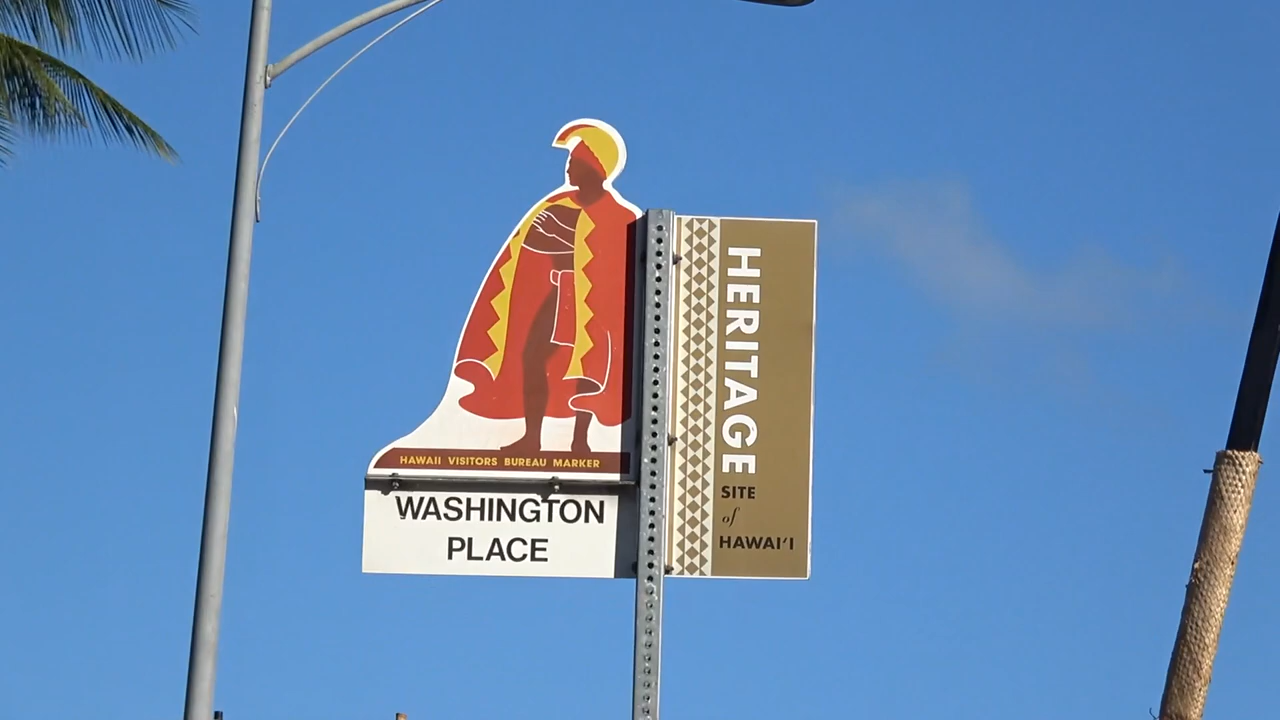 HAWAII VISITORS BUREAU MARKER
WASHINGTON
PLACE
HERITAGE
SITE
of
HAWAI‘I